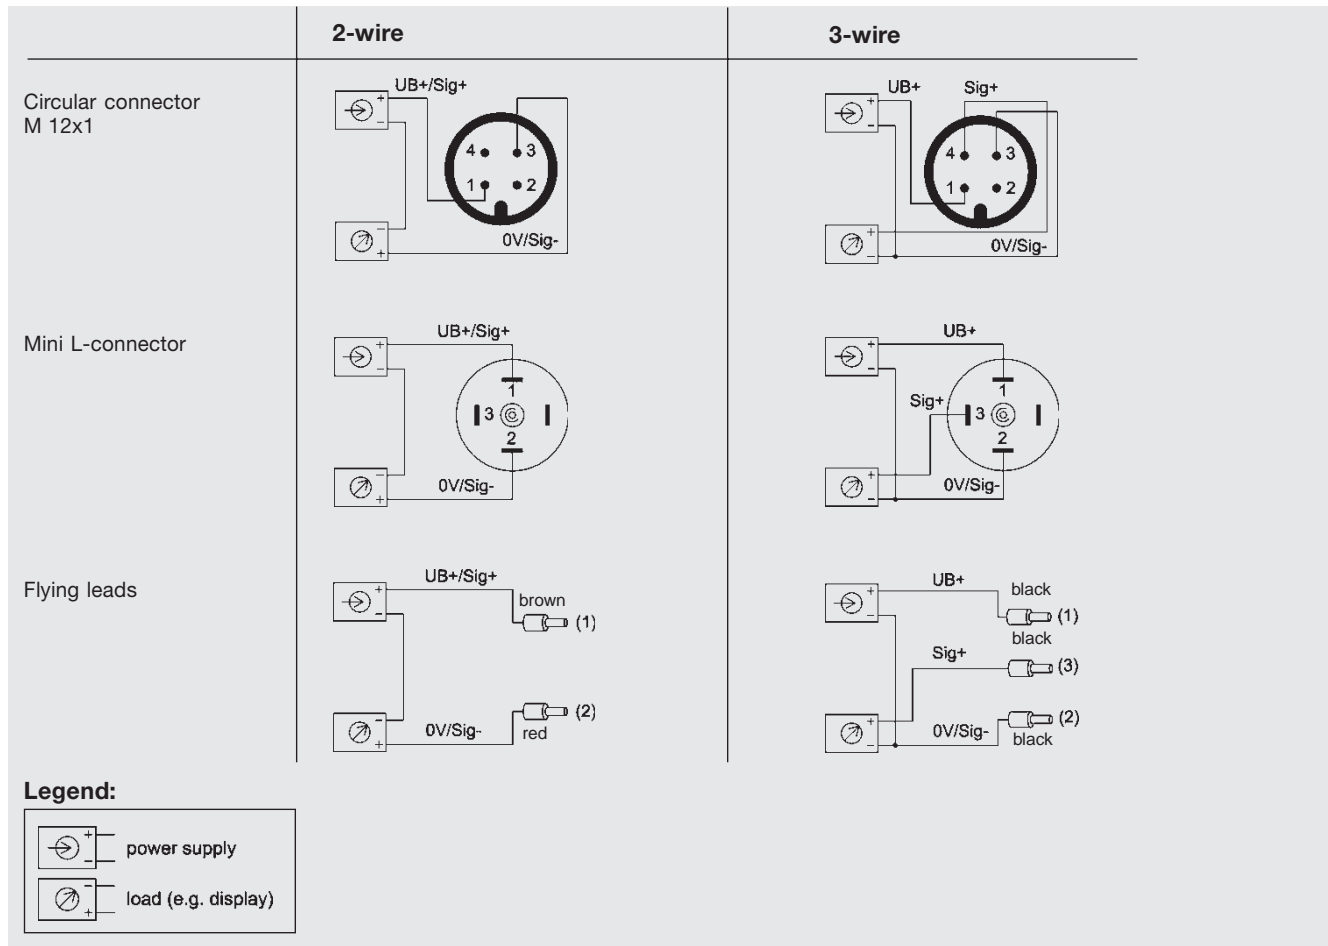 2-wire
3-wire
Circular connector
M 12x1
UB+/Sig+
+
-
4
3
1
2
-
+
0V/Sig-
UB+
Sig+
+
-
4
3
1
2
+
-
0V/Sig-
Mini L-connector
UB+/Sig+
+
-
1
3
2
-
+
0V/Sig-
UB+
+
-
1
Sig+
3
2
+
-
0V/Sig-
Flying leads
UB+/Sig+
+
-
brown
(1)
-
+
0V/Sig-
(2)
red
UB+
+
-
black
(1)
black
Sig+
(3)
+
-
0V/Sig-
(2)
black
Legend:
+
-
power supply
-
+
load (e.g. display)